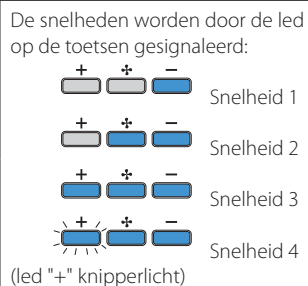 De snelheden worden door de led
op de toetsen gesignaleerd:
+ ✣ −
Snelheid 1
+ ✣ −
Snelheid 2
+ ✣ −
Snelheid 3
+ ✣ −
Snelheid 4
(led "+" knipperlicht)